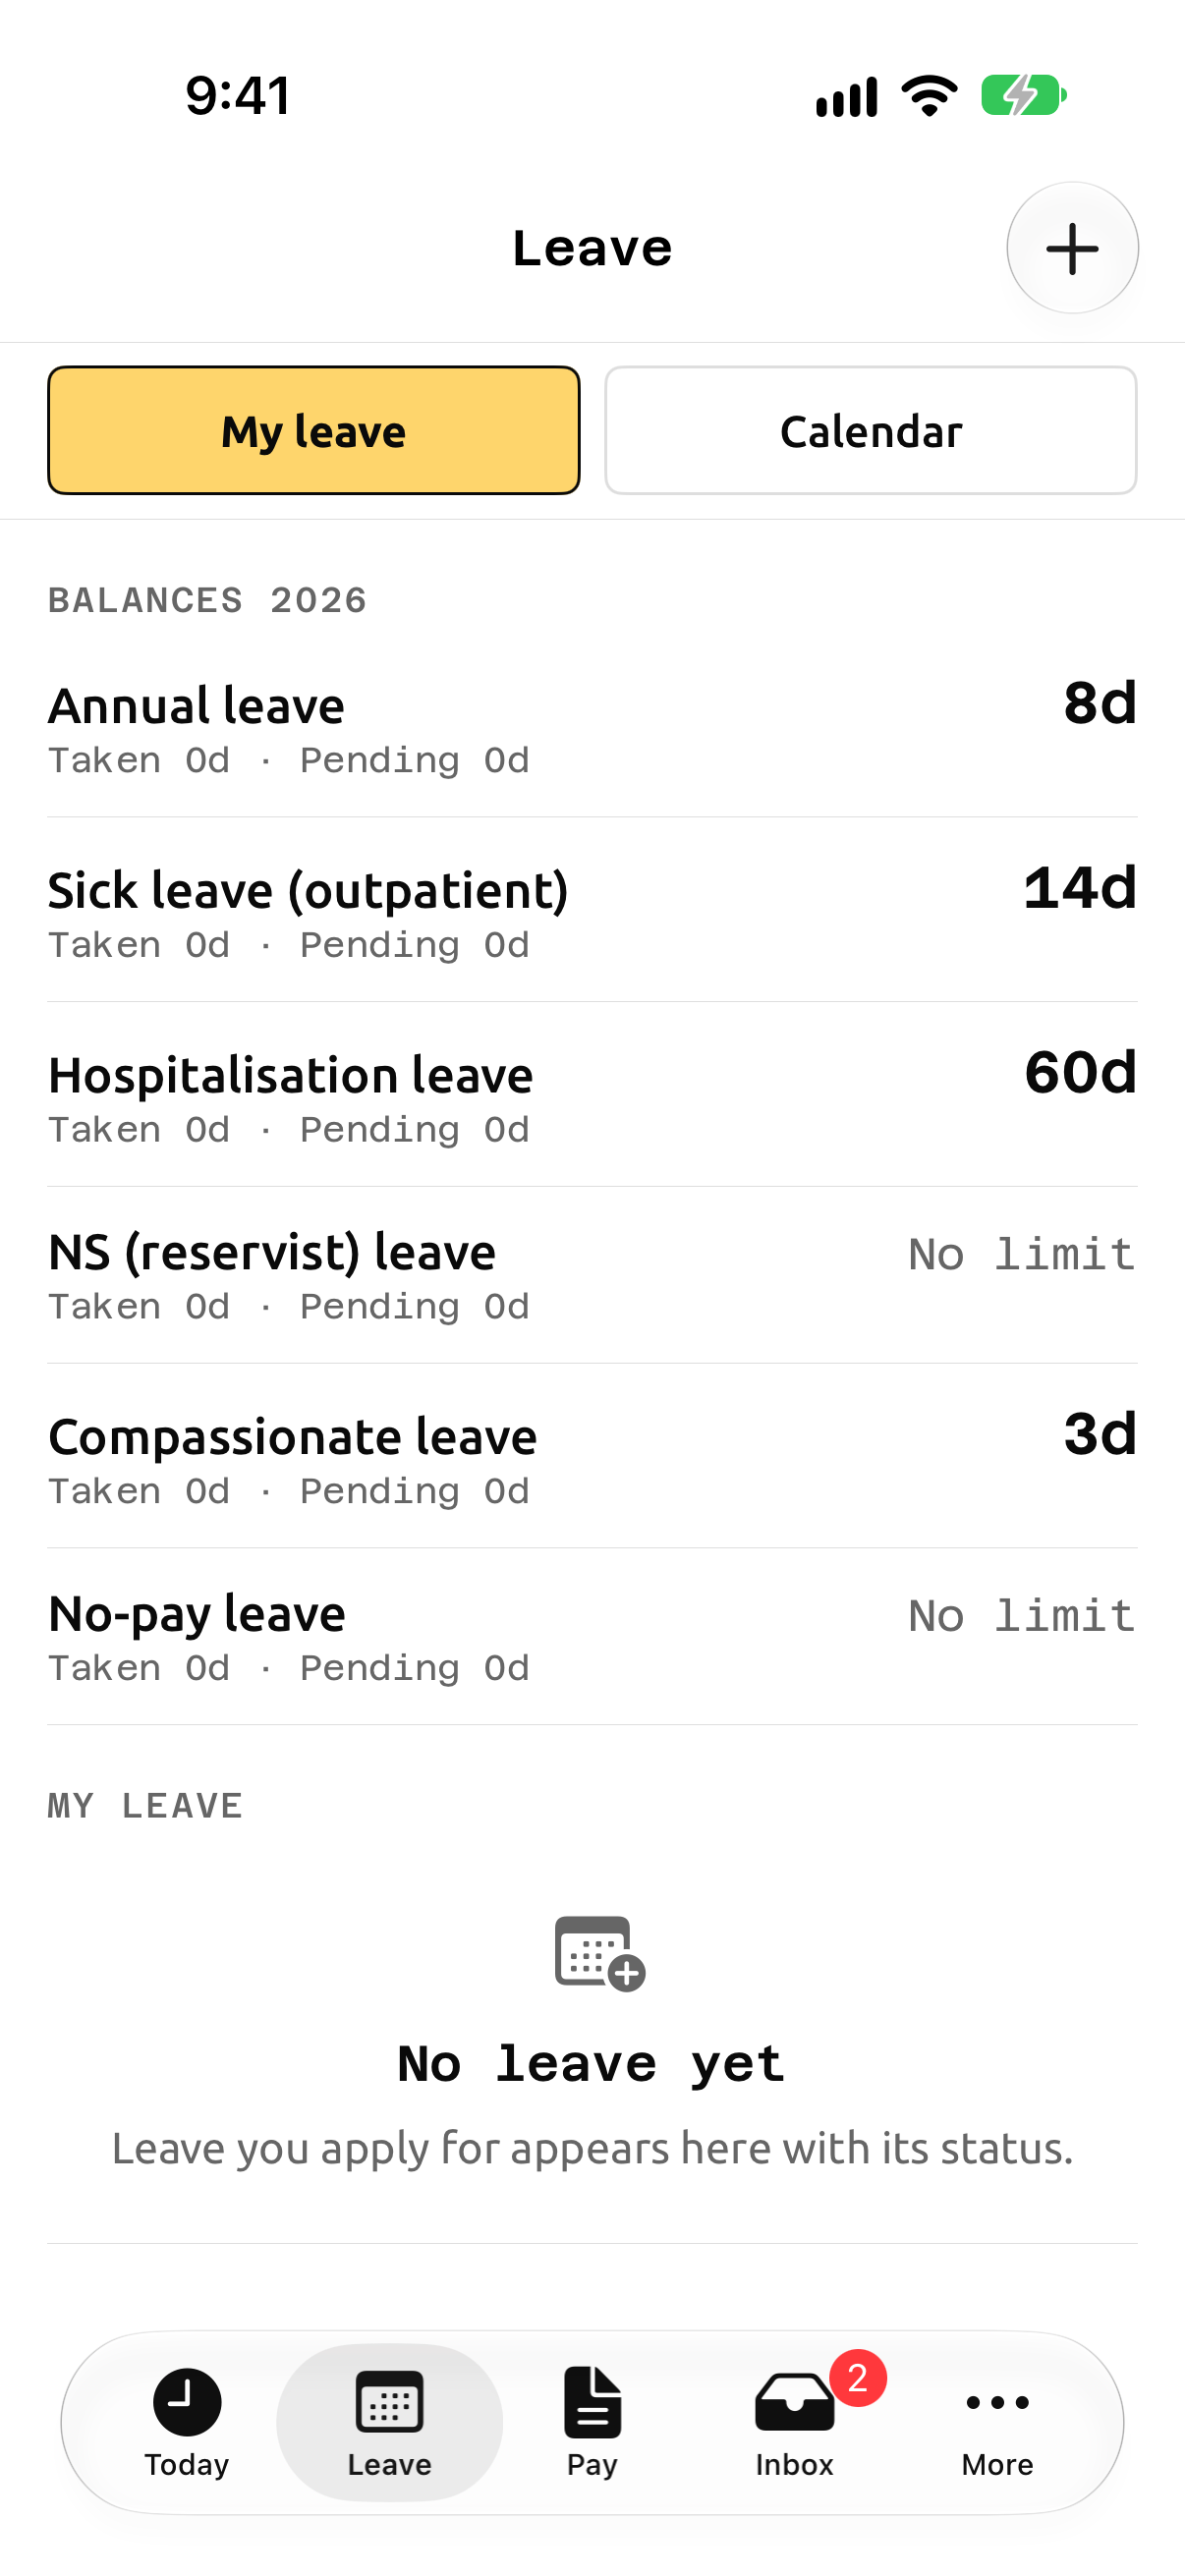 9:41
Leave
My leave
Calendar
BALANCES 2026
Annual leave
8d
Taken 0d · Pending 0d
Sick leave (outpatient)
14d
Taken 0d · Pending 0d
Hospitalisation leave
60d
Taken 0d · Pending 0d
NS (reservist) leave
No limit
Taken 0d · Pending 0d
Compassionate leave
3d
Taken 0d · Pending 0d
No-pay leave
No limit
Taken 0d · Pending 0d
MY LEAVE
No leave yet
Leave you apply for appears here with its status.
2
Today
Leave
Pay
Inbox
More